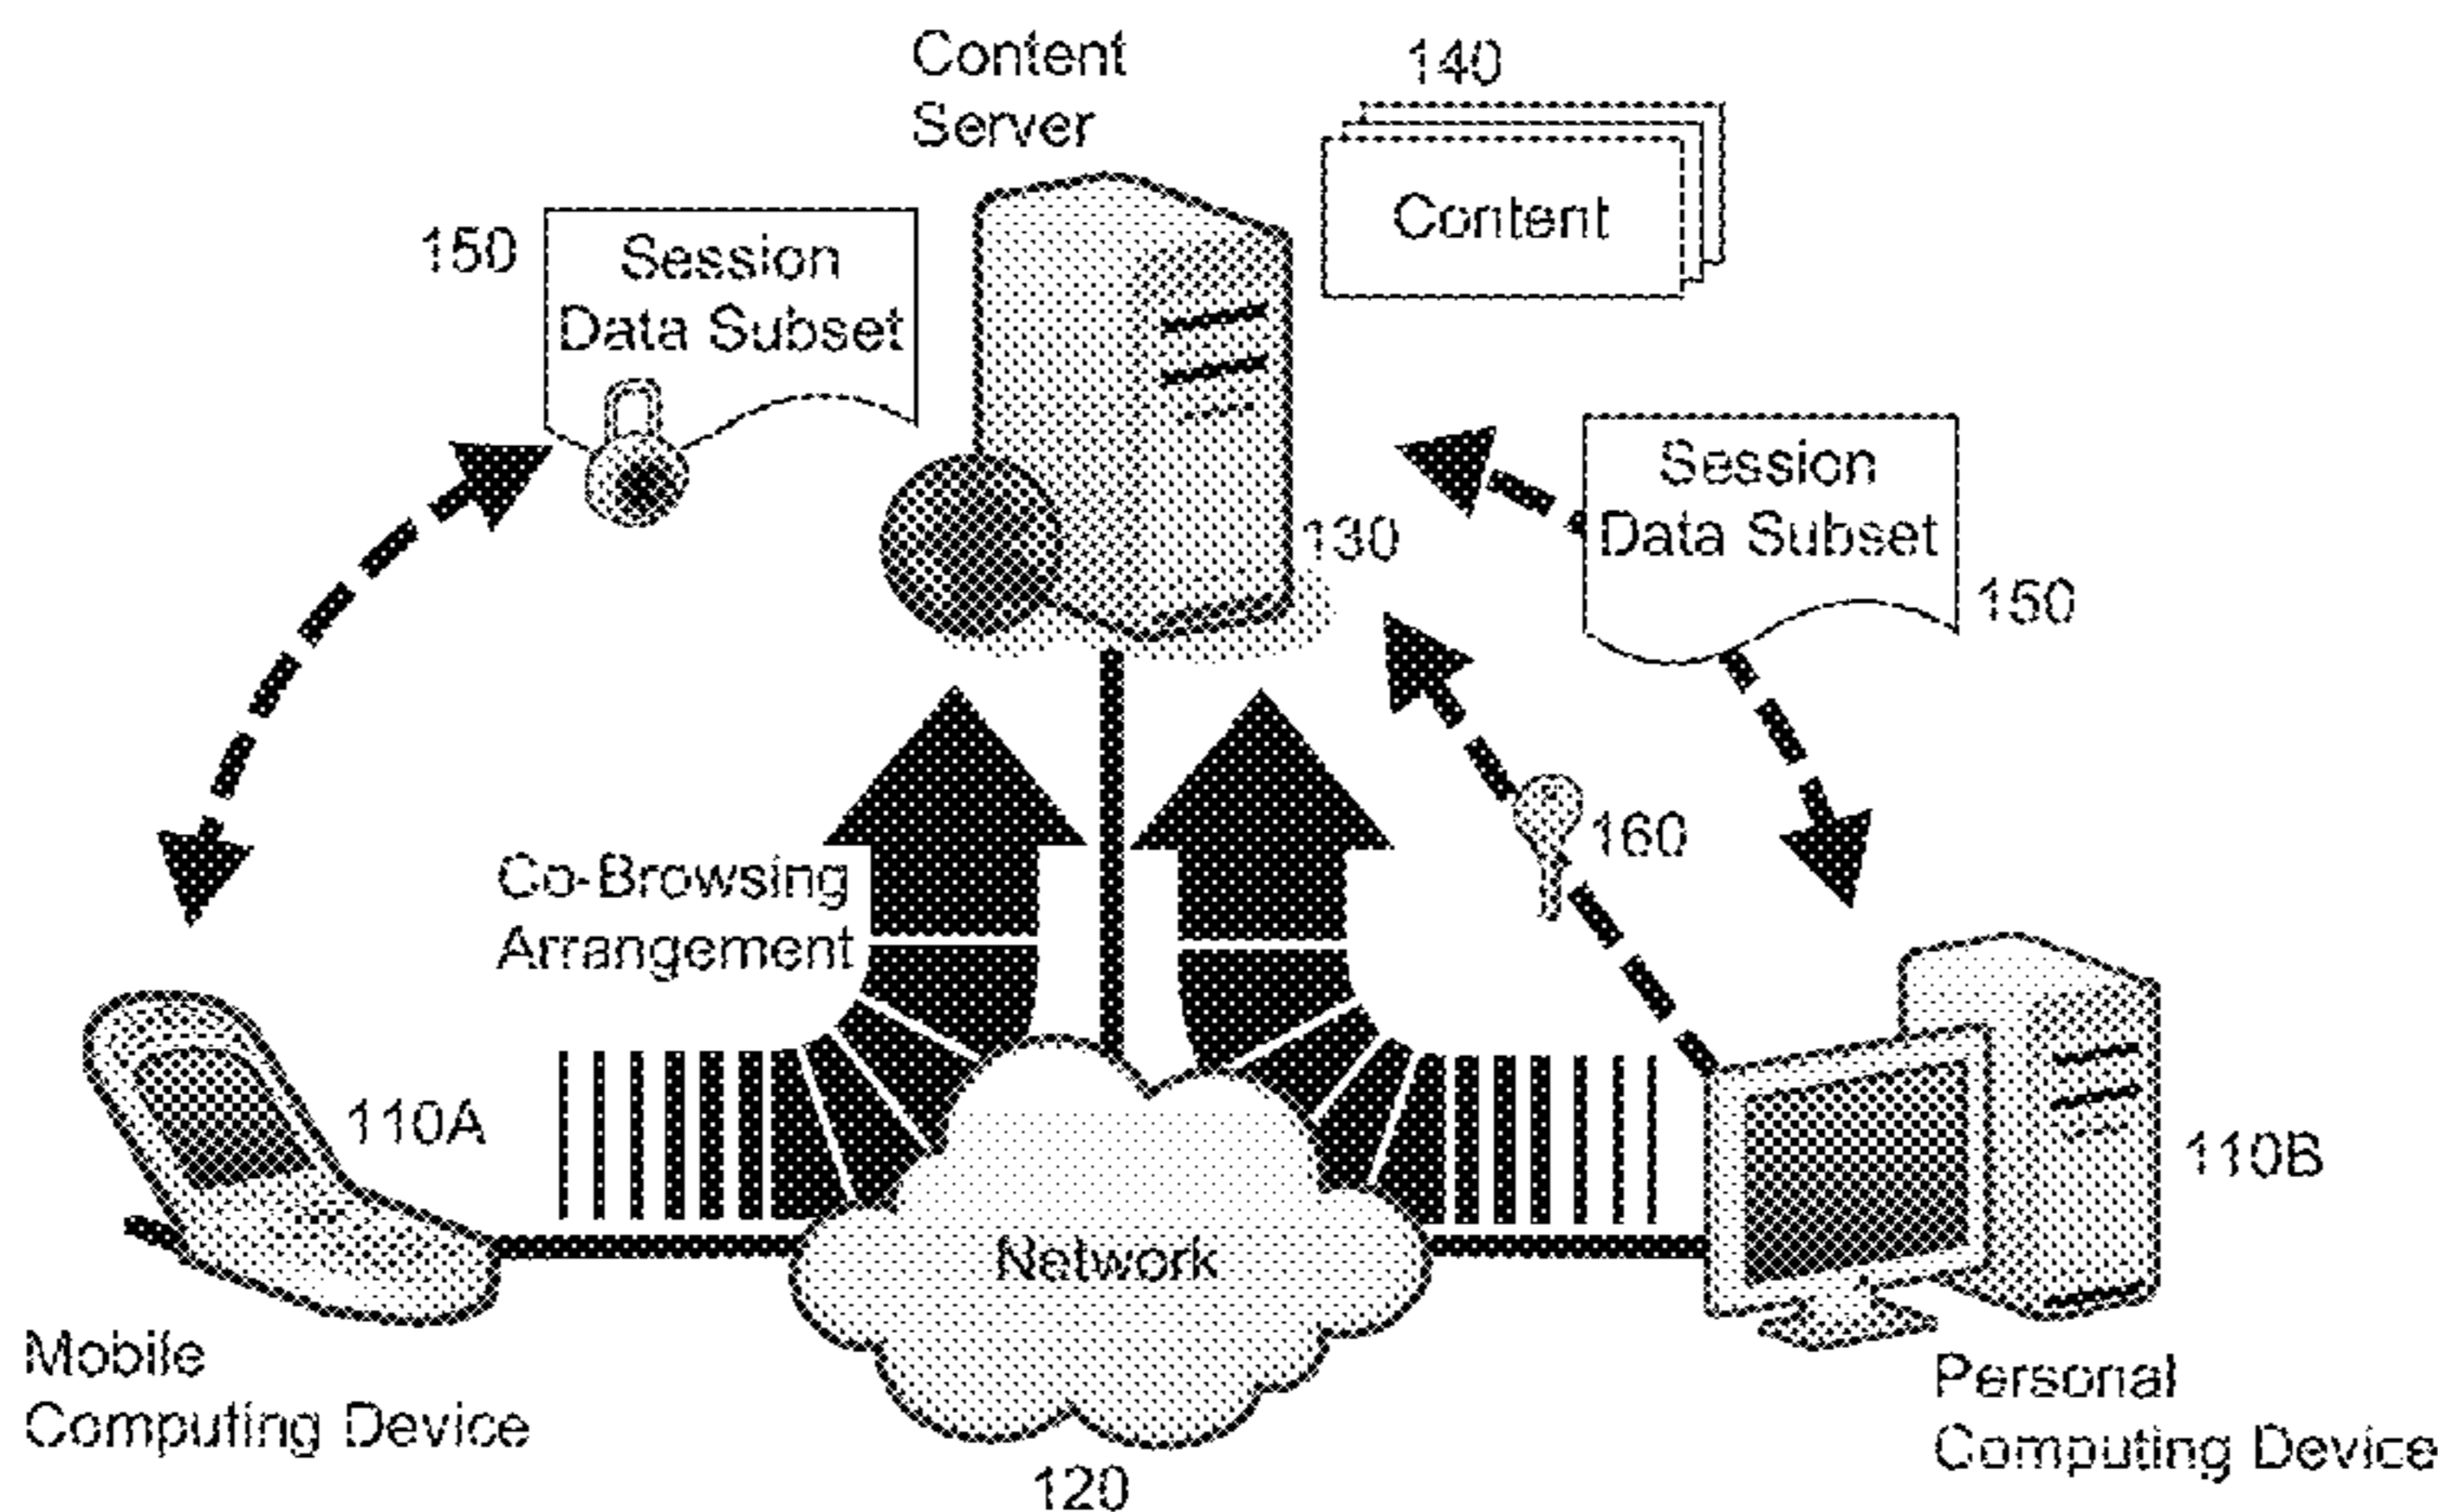 Content
Server
140
Content
150
Session
Data Subset
130
Session
Data Subset
150
160
Co-Browsing
Arrangement
110A
110B
Network
Mobile
Computing Device
Personal
Computing Device
120